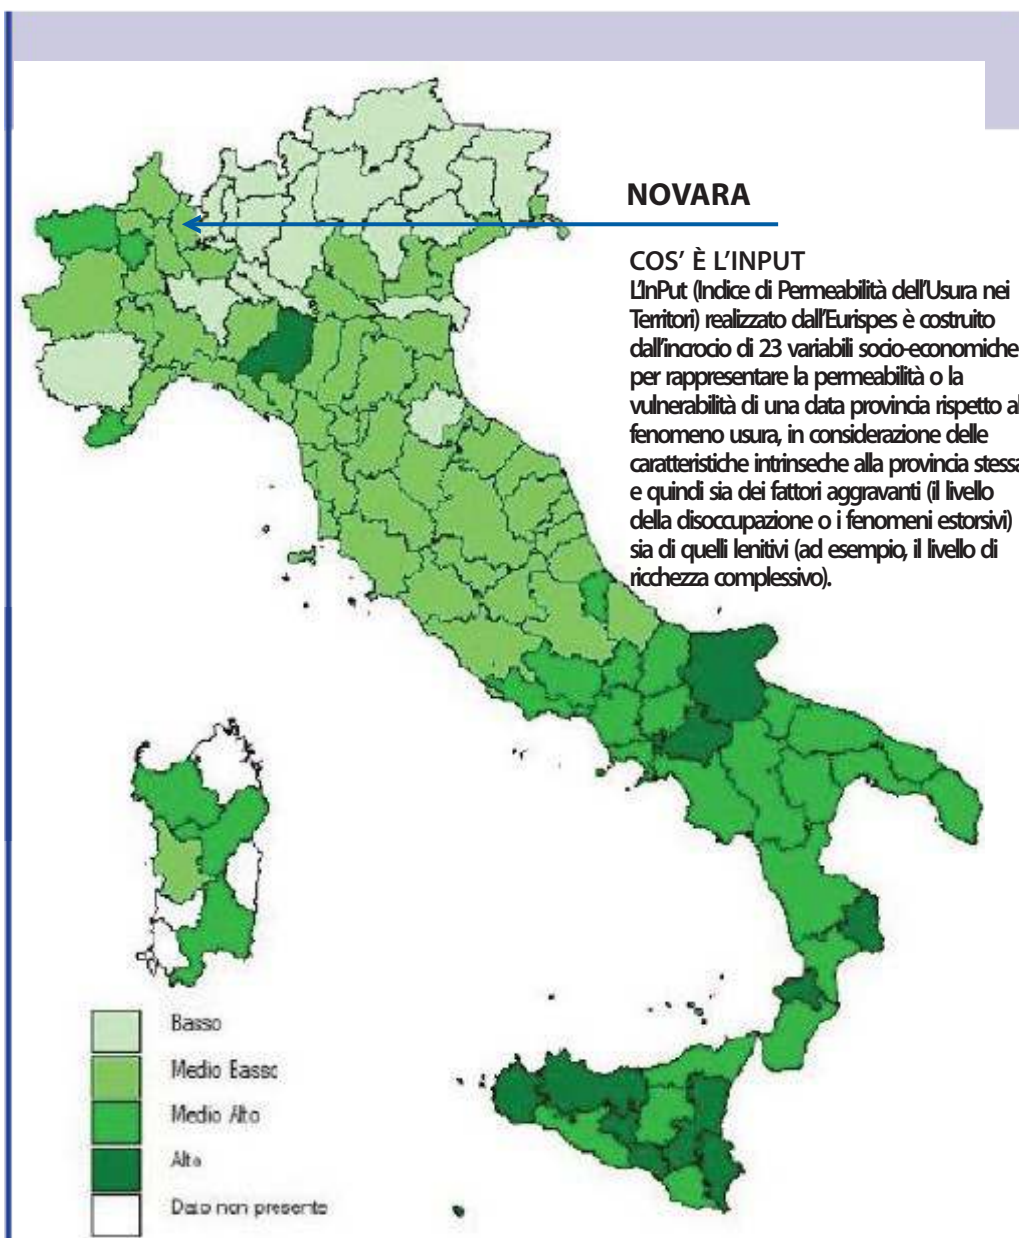 NOVARA
COS' È L'INPUT
L'InPut (Indice di Permeabilità dell'Usura nei
Territori) realizzato dall'Eurispes è costruito
dall'incrocio di 23 variabili socio-economiche
per rappresentare la permeabilità o la
vulnerabilità di una data provincia rispetto al
fenomeno usura, in considerazione delle
caratteristiche intrinseche alla provincia stessa
e quindi sia dei fattori aggravanti (il livello
della disoccupazione o i fenomeni estorsivi)
sia di quelli lenitivi (ad esempio, il livello di
ricchezza complessivo).
Basso
Medio Basso
Medio Alto
Alto
Dato non presente